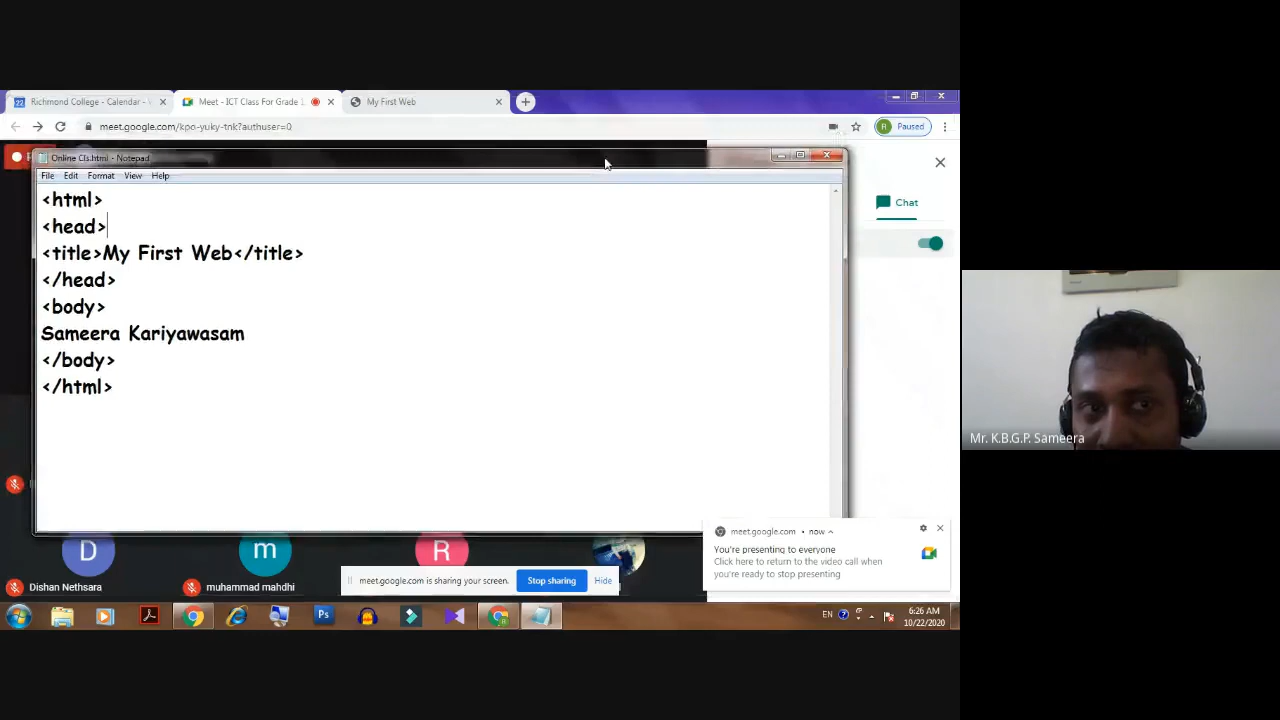 Richmond College - Calendar -
Meet - ICT Class For Grade 1
My First Web
meet.google.com/kpo-yuky-tnk?authuser=0
R
Paused
Online Cls.html - Notepad
File Edit Format View Help
<html>
<head>
<title>My First Web</title>
</head>
<body>
Sameera Kariyawasam
</body>
</html>
Chat
Mr. K.B.G.P. Sameera
meet.google.com • now
You're presenting to everyone
Click here to return to the video call when
you're ready to stop presenting
D
m
R
Dishan Nethsara
muhammad mahdhi
meet.google.com is sharing your screen.
Stop sharing
Hide
Ps
EN
6:26 AM
10/22/2020